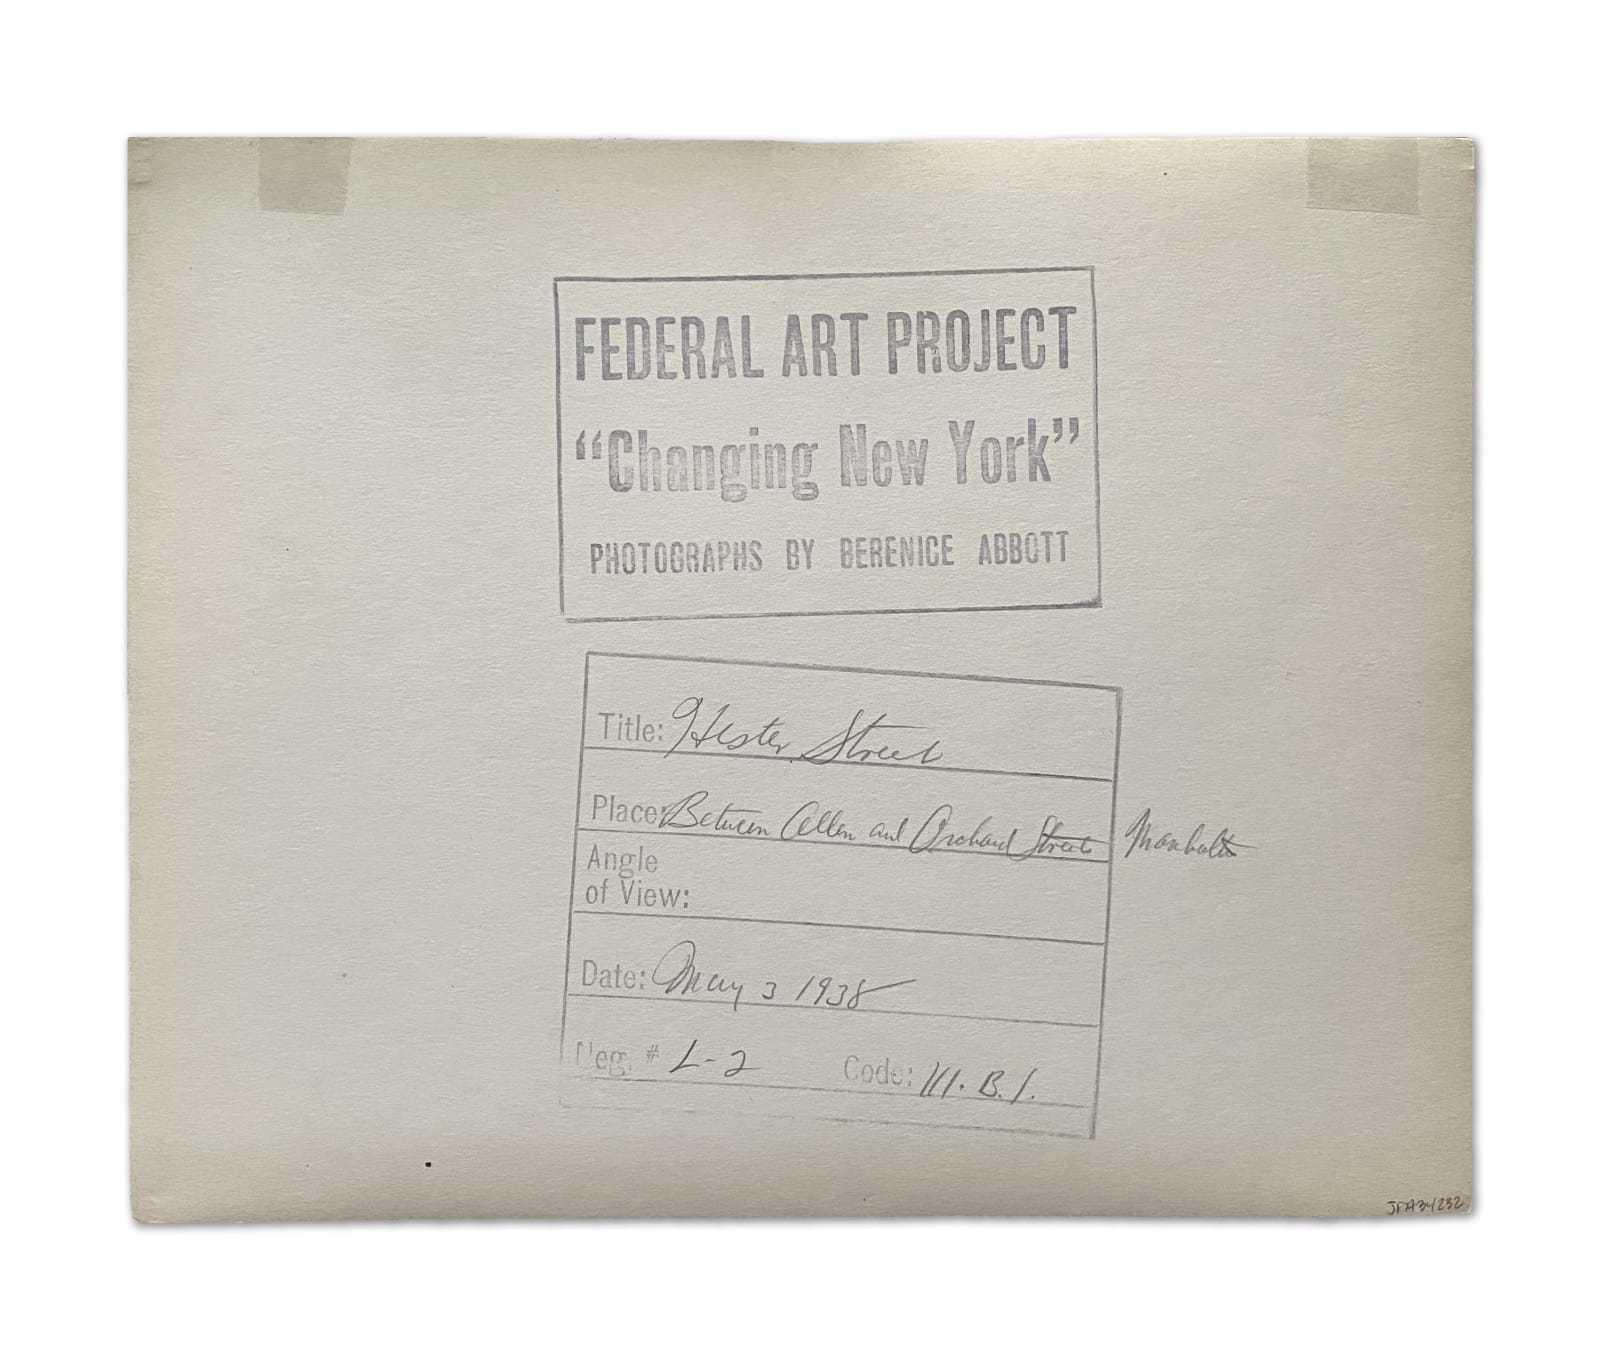 FEDERAL ART PROJECT
“Changing New York”
PHOTOGRAPHS BY BERENICE ABBOTT
Title: Hester Street
Place: Between Allen and Orchard Streets Manhattan
Angle
of View:
Date: May 3 1938
Neg. # L-2 Code: III. B. 1.
JFA34232